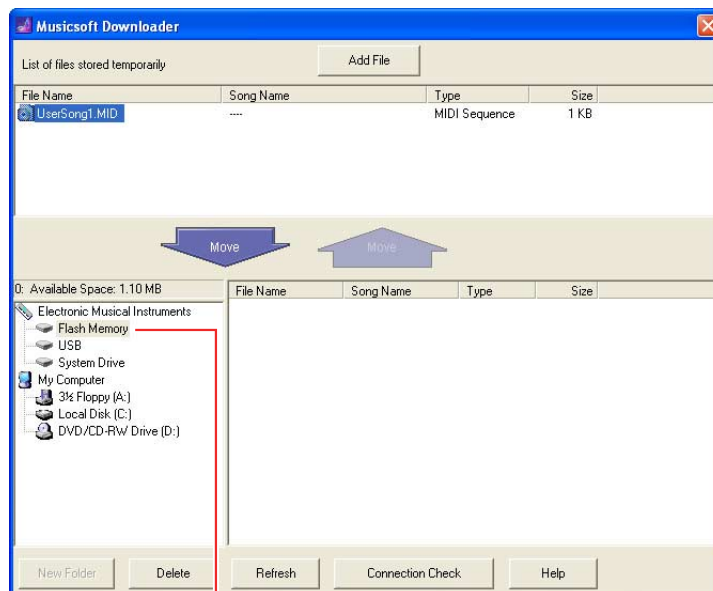 Musicsoft Downloader
List of files stored temporarily
Add File
File Name Song Name Type Size
UserSong1.MID ---- MIDI Sequence 1 KB
Move Move
0: Available Space: 1.10 MB
File Name Song Name Type Size
Electronic Musical Instruments
Flash Memory
USB
System Drive
My Computer
3½ Floppy (A:)
Local Disk (C:)
DVD/CD-RW Drive (D:)
New Folder Delete Refresh Connection Check Help